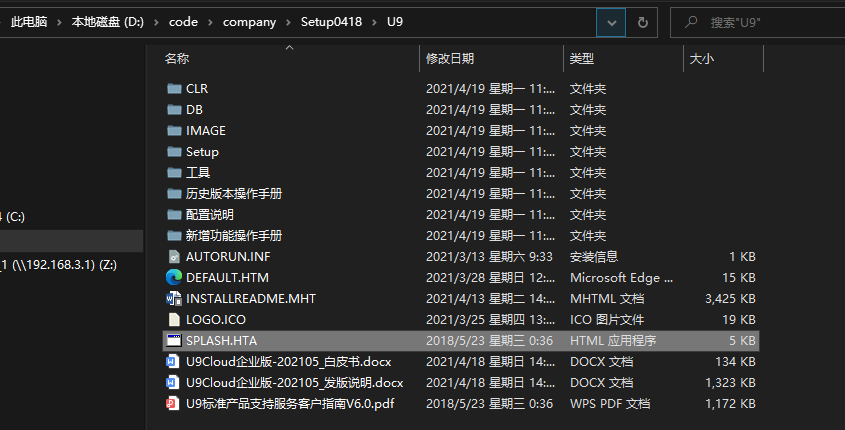 此电脑 > 本地磁盘 (D:) > code > company > Setup0418 > U9 搜索"U9"
名称 修改日期 类型 大小
CLR 2021/4/19 星期一 11:... 文件夹
DB 2021/4/19 星期一 11:... 文件夹
IMAGE 2021/4/19 星期一 11:... 文件夹
Setup 2021/4/19 星期一 11:... 文件夹
工具 2021/4/19 星期一 11:... 文件夹
历史版本操作手册 2021/4/19 星期一 11:... 文件夹
(C:) 配置说明 2021/4/19 星期一 11:... 文件夹
新增功能操作手册 2021/4/19 星期一 11:... 文件夹
_1 (\\192.168.3.1) (Z:) AUTORUN.INF 2021/3/13 星期六 9:33 安装信息 1 KB
DEFAULT.HTM 2021/3/28 星期日 12:... Microsoft Edge ... 15 KB
INSTALLREADME.MHT 2021/4/13 星期二 14:... MHTML 文档 3,425 KB
LOGO.ICO 2021/3/25 星期四 13:... ICO 图片文件 19 KB
SPLASH.HTA 2018/5/23 星期三 0:36 HTML 应用程序 5 KB
U9Cloud企业版-202105_白皮书.docx 2021/4/18 星期日 14:... DOCX 文档 134 KB
U9Cloud企业版-202105_发版说明.docx 2021/4/18 星期日 14:... DOCX 文档 1,323 KB
U9标准产品支持服务客户指南V6.0.pdf 2018/5/23 星期三 0:36 WPS PDF 文档 1,172 KB